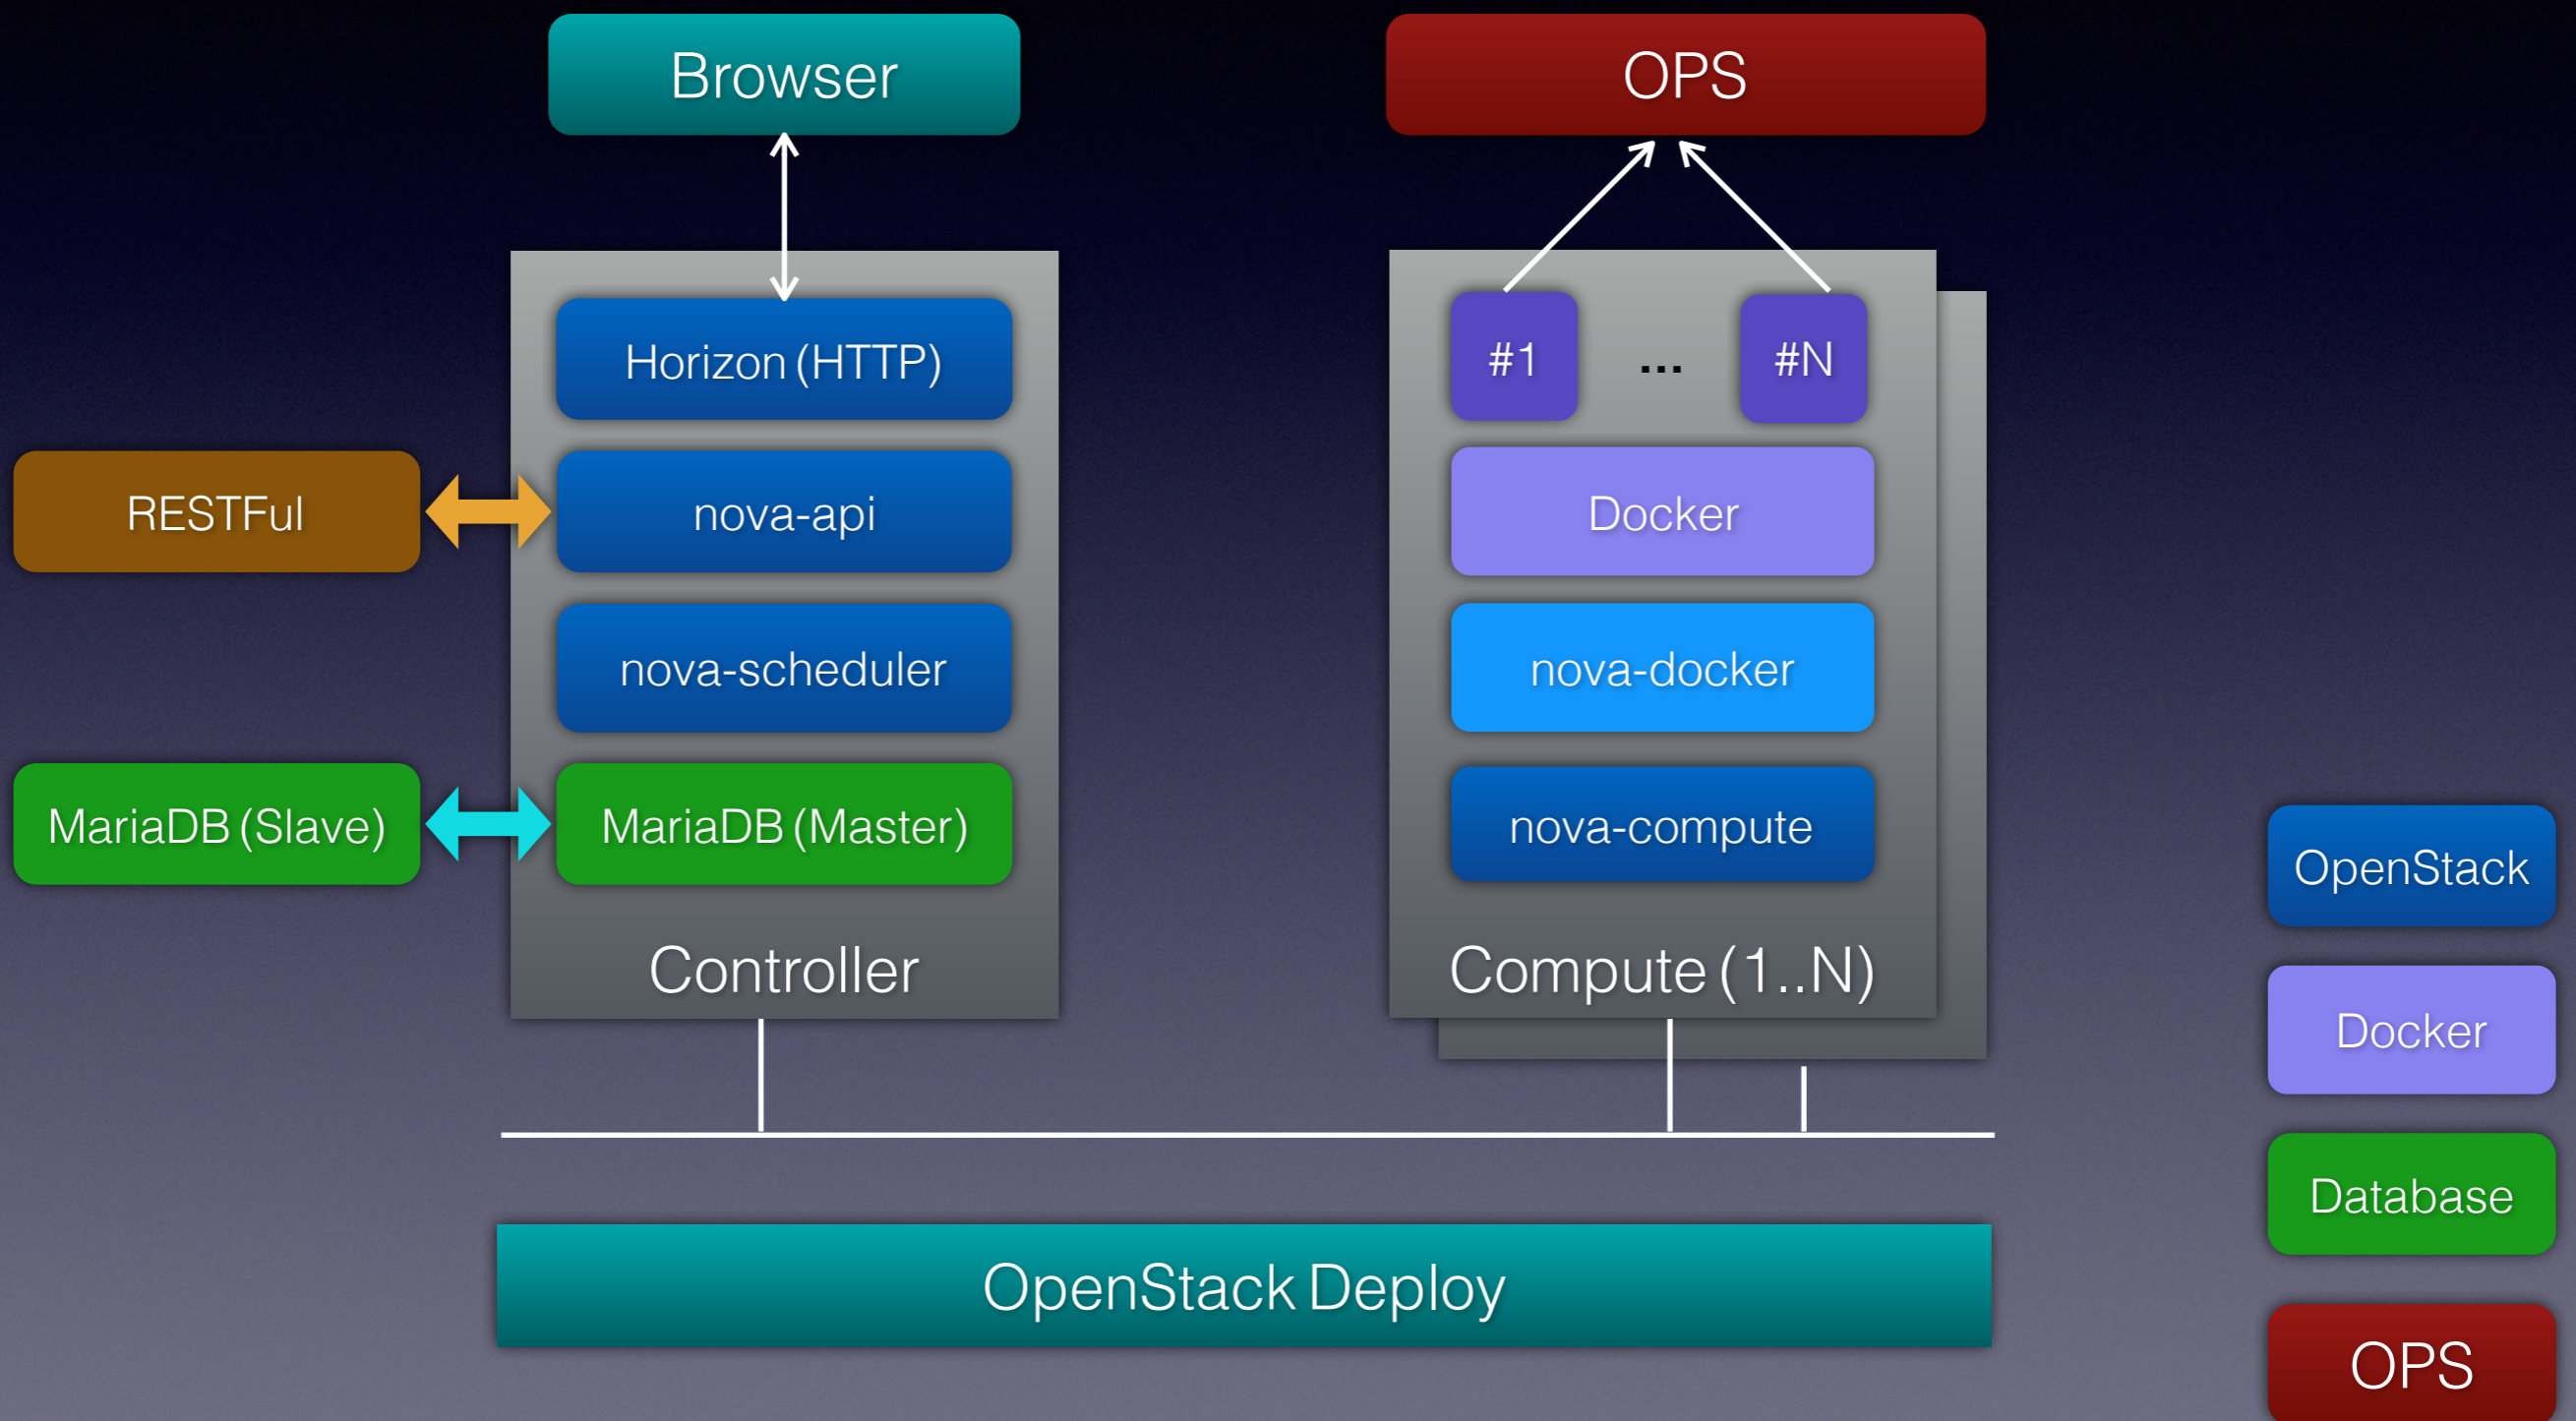 Browser
OPS
Horizon (HTTP)
#1
...
#N
RESTFul
nova-api
Docker
nova-scheduler
nova-docker
MariaDB (Slave)
MariaDB (Master)
nova-compute
Controller
Compute (1..N)
OpenStack Deploy
OpenStack
Docker
Database
OPS